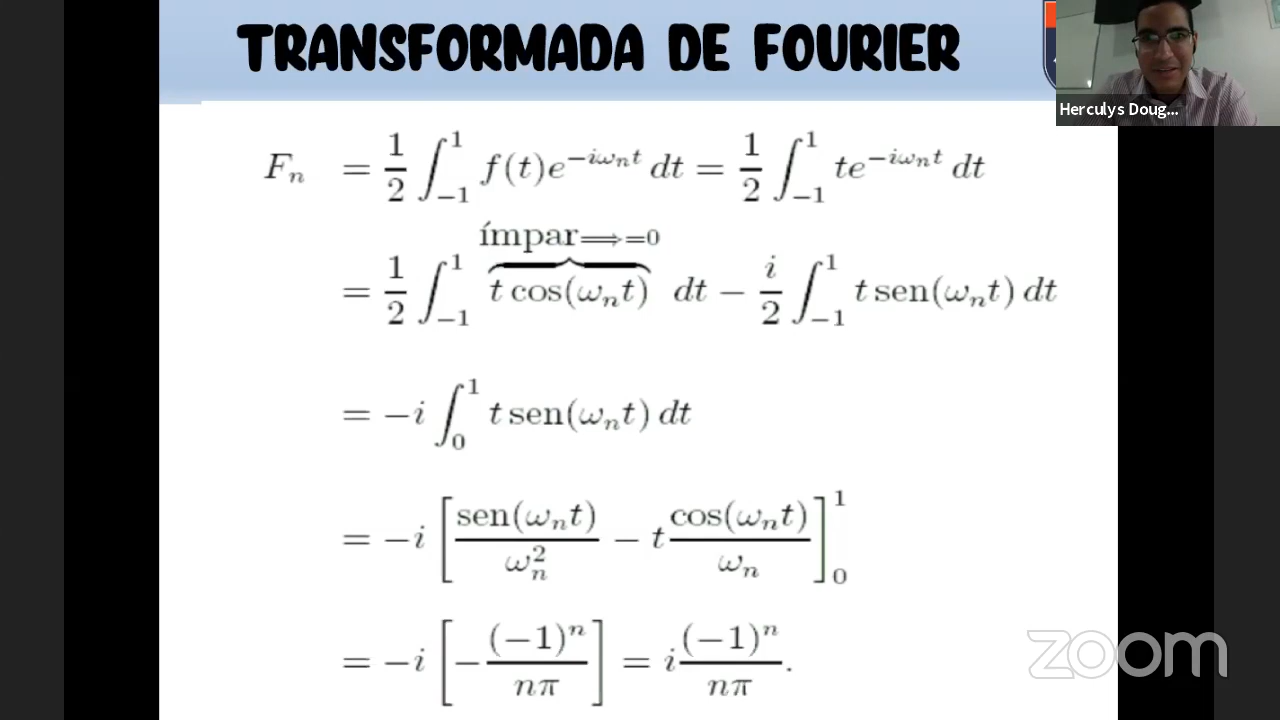 TRANSFORMADA DE FOURIER
Herculys Doug...
F_n = \frac{1}{2} \int_{-1}^{1} f(t)e^{-i\omega_n t} dt = \frac{1}{2} \int_{-1}^{1} te^{-i\omega_n t} dt
ímpar⟹=0
= \frac{1}{2} \int_{-1}^{1} t cos(\omega_n t) dt − \frac{i}{2} \int_{-1}^{1} t sen(\omega_n t) dt
= −i \int_{0}^{1} t sen(\omega_n t) dt
= −i \left[ \frac{sen(\omega_n t)}{\omega_n^2} − t \frac{cos(\omega_n t)}{\omega_n} \right]_0^1
= −i \left[ −\frac{(−1)^n}{n\pi} \right] = i \frac{(−1)^n}{n\pi}.
zoom